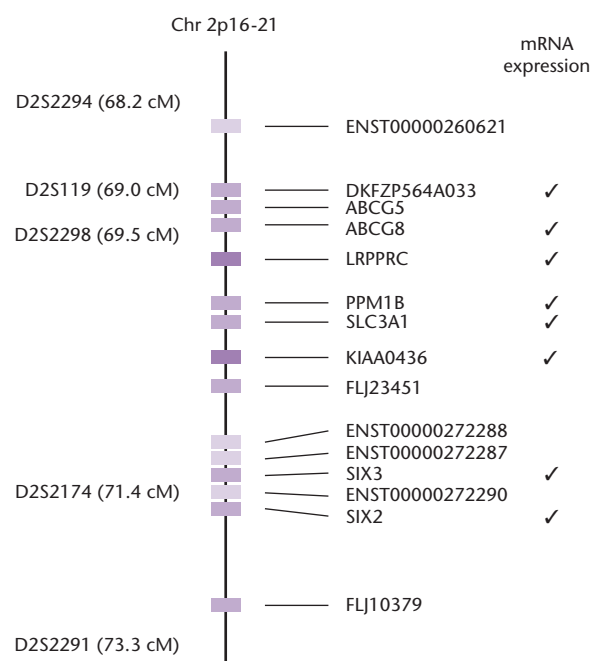 Chr 2p16-21
mRNA
expression
D2S2294 (68.2 cM)
ENST00000260621
D2S119 (69.0 cM)
DKFZP564A033 ✓
ABCG5
D2S2298 (69.5 cM)
ABCG8 ✓
LRPPRC ✓
PPM1B ✓
SLC3A1 ✓
KIAA0436 ✓
FLJ23451
ENST00000272288
ENST00000272287
SIX3 ✓
D2S2174 (71.4 cM)
ENST00000272290
SIX2 ✓
FLJ10379
D2S2291 (73.3 cM)